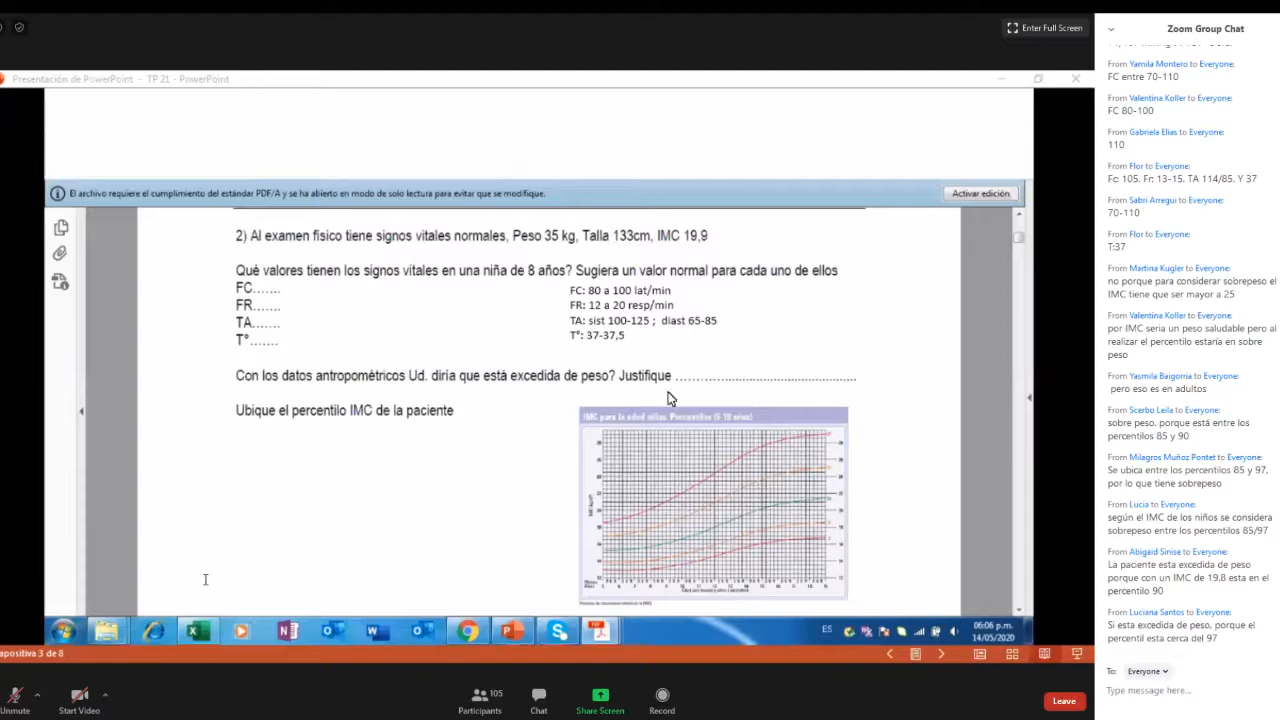 Enter Full Screen
Presentación de PowerPoint - TP 21 - PowerPoint
El archivo requiere el cumplimiento del estándar PDF/A y se ha abierto en modo de solo lectura para evitar que se modifique.
Activar edición
2) Al examen físico tiene signos vitales normales, Peso 35 kg, Talla 133cm, IMC 19,9
Qué valores tienen los signos vitales en una niña de 8 años? Sugiera un valor normal para cada uno de ellos
FC.......
FR.......
TA.......
T°.......
FC: 80 a 100 lat/min
FR: 12 a 20 resp/min
TA: sist 100-125 ; diast 65-85
T°: 37-37,5
Con los datos antropométricos Ud. diría que está excedida de peso? Justifique ..................................................
Ubique el percentilo IMC de la paciente
IMC para la edad niñas. Percentilos (5-19 años)
ES
06:06 p.m.
14/05/2020
apositiva 3 de 8
Unmute
Start Video
105
Participants
Chat
Share Screen
Record
Leave
Zoom Group Chat
From Yamila Montero to Everyone:
FC entre 70-110
From Valentina Koller to Everyone:
FC 80-100
From Gabriela Elias to Everyone:
110
From Flor to Everyone:
Fc: 105. Fr: 13-15. TA 114/85. Y 37
From Sabri Arregui to Everyone:
70-110
From Flor to Everyone:
T:37
From Martina Kugler to Everyone:
no porque para considerar sobrepeso el
IMC tiene que ser mayor a 25
From Valentina Koller to Everyone:
por IMC seria un peso saludable pero al
realizar el percentilo estaría en sobre
peso
From Yasmila Baigorria to Everyone:
pero eso es en adultos
From Scerbo Leila to Everyone:
sobre peso. porque está entre los
percentilos 85 y 90
From Milagros Muñoz Pontet to Everyone:
Se ubica entre los percentilos 85 y 97,
por lo que tiene sobrepeso
From Lucia to Everyone:
según el IMC de los niños se considera
sobrepeso entre los percentilos 85/97
From Abigaid Sinise to Everyone:
La paciente esta excedida de peso
porque con un IMC de 19.8 esta en el
percentilo 90
From Luciana Santos to Everyone:
Si esta excedida de peso, porque el
percentil esta cerca del 97
To: Everyone
Type message here...